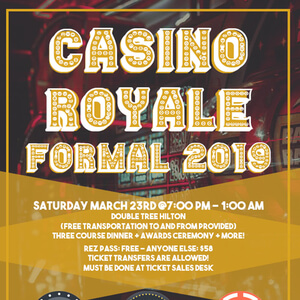 CASINO
ROYALE
FORMAL 2019
SATURDAY MARCH 23RD @7:00 PM - 1:00 AM
DOUBLE TREE HILTON
(FREE TRANSPORTATION TO AND FROM PROVIDED)
THREE COURSE DINNER + AWARDS CEREMONY + MORE!
REZ PASS: FREE - ANYONE ELSE: $58
TICKET TRANSFERS ARE ALLOWED!
MUST BE DONE AT TICKET SALES DESK